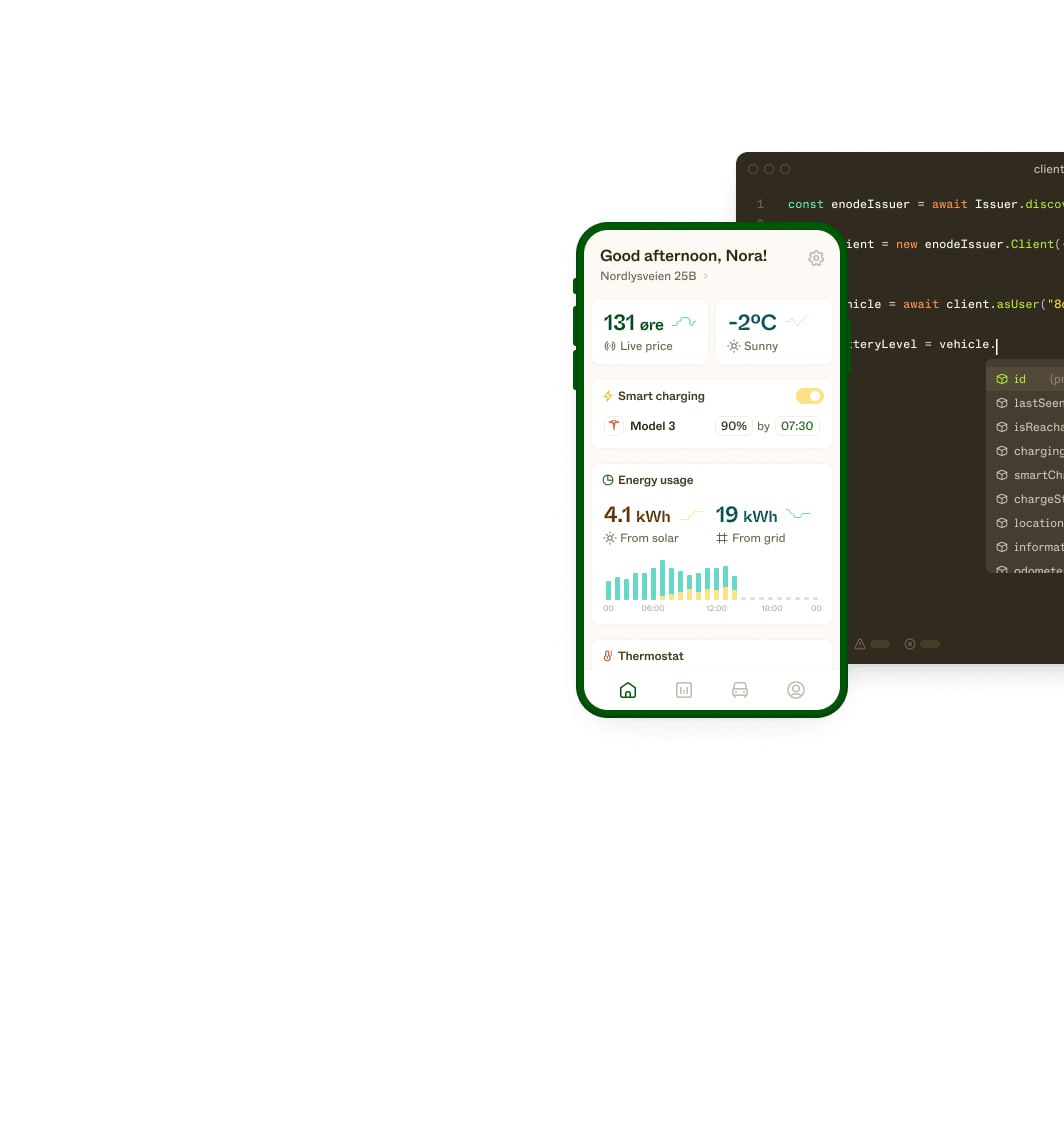 client
1 const enodeIssuer = await Issuer.discov
ient = new enodeIssuer.Client(
hicle = await client.asUser("8
tteryLevel = vehicle.
id (pr
lastSeen
isReacha
charging
smartCha
chargeSt
location
informat
odomete
Good afternoon, Nora!
Nordlysveien 25B
131 øre
Live price
-2ºC
Sunny
Smart charging
Model 3 90% by 07:30
Energy usage
4.1 kWh
From solar
19 kWh
From grid
00 06:00 12:00 18:00 00
Thermostat